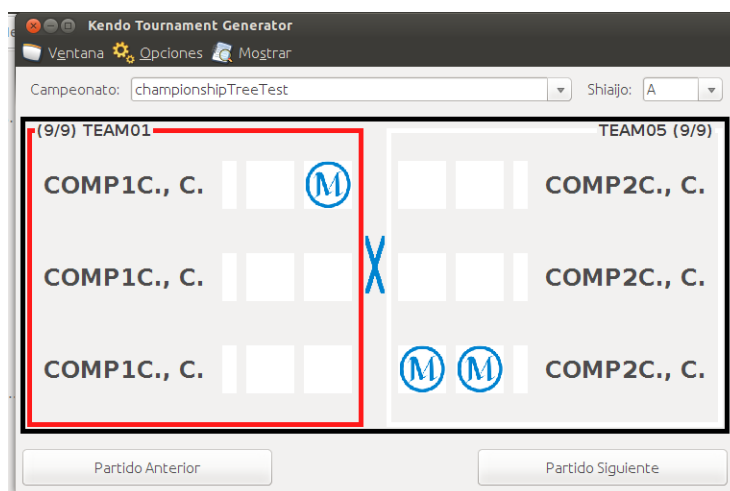 Kendo Tournament Generator
Ventana Opciones Mostrar
Campeonato: championshipTreeTest Shiaijo: A
(9/9) TEAM01 TEAM05 (9/9)
COMP1C., C. M COMP2C., C.
COMP1C., C. X COMP2C., C.
COMP1C., C. M M COMP2C., C.
Partido Anterior Partido Siguiente